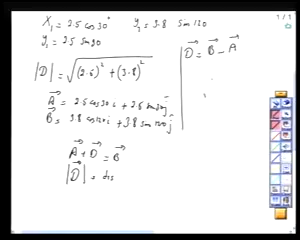 X₁ = 2.5 cos 30°  y₂ = 3.8 sin 120
y₁ = 2.5 sin 30
|D| = √((2.5)² + (3.8)²)
A = 2.5 cos 30 i + 2.5 sin 30 j
B = 3.8 cos 120 i + 3.8 sin 120 j
A + D = B
|D| = dis
D = B - A
1 / 1